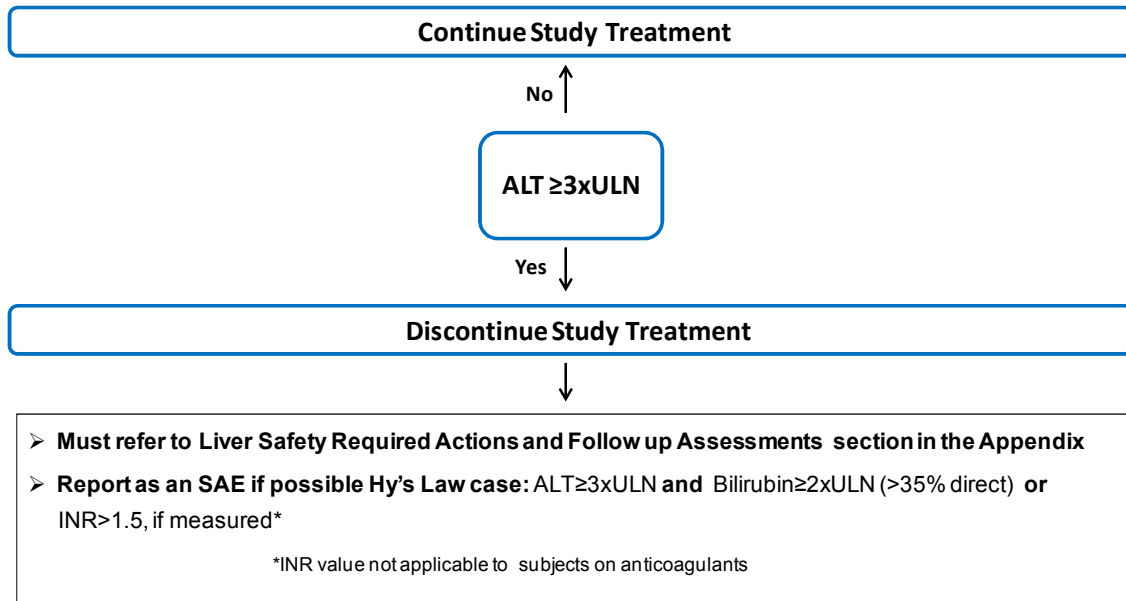 Continue Study Treatment
No
ALT ≥3xULN
Yes
Discontinue Study Treatment
➢ Must refer to Liver Safety Required Actions and Follow up Assessments section in the Appendix
➢ Report as an SAE if possible Hy's Law case: ALT≥3xULN and Bilirubin≥2xULN (>35% direct) or
INR>1.5, if measured*
*INR value not applicable to subjects on anticoagulants